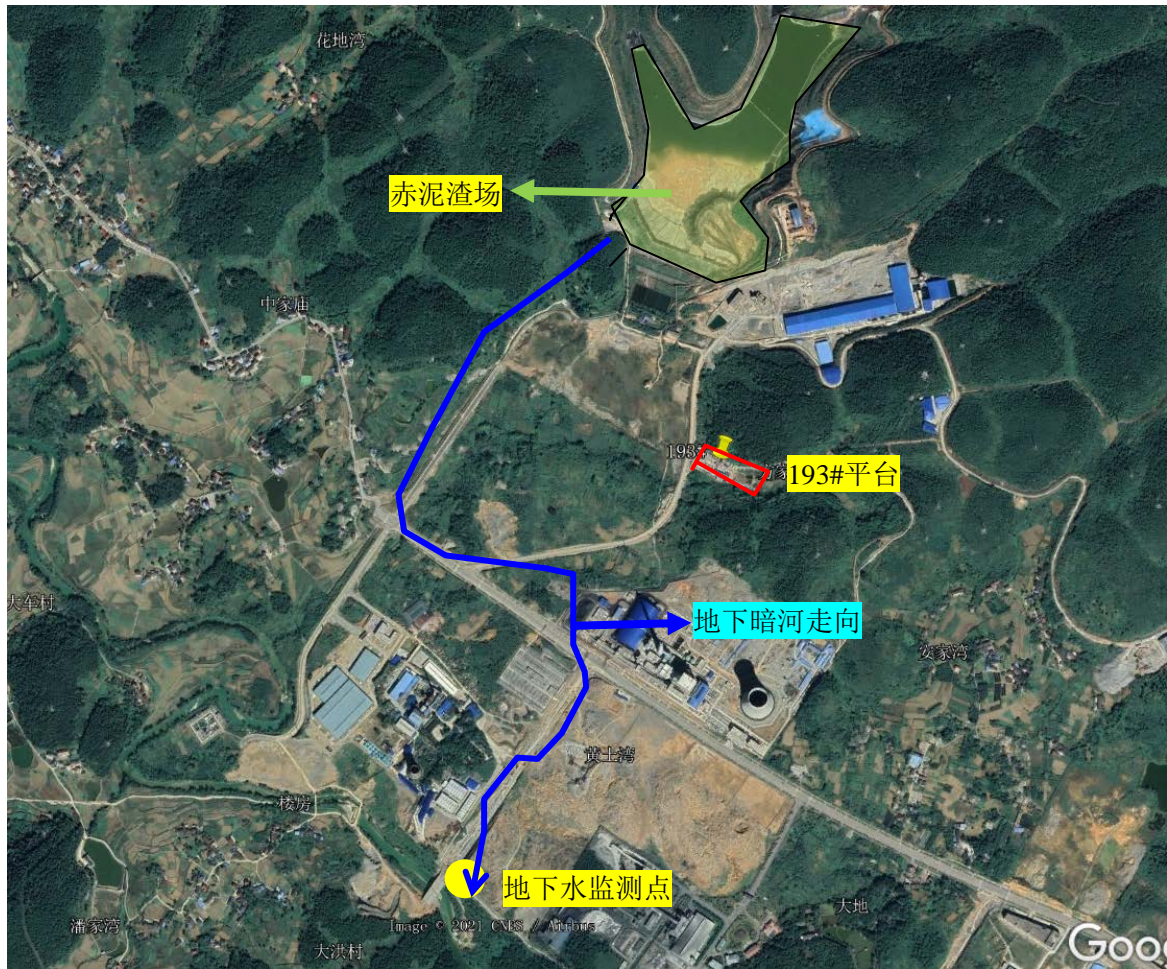 花地湾
赤泥渣场
中家庙
193#
193#平台
大车村
地下暗河走向
安家湾
黄土湾
楼房
地下水监测点
潘家湾
大地
Image © 2021 CNES / Airbus
大洪村
Goo